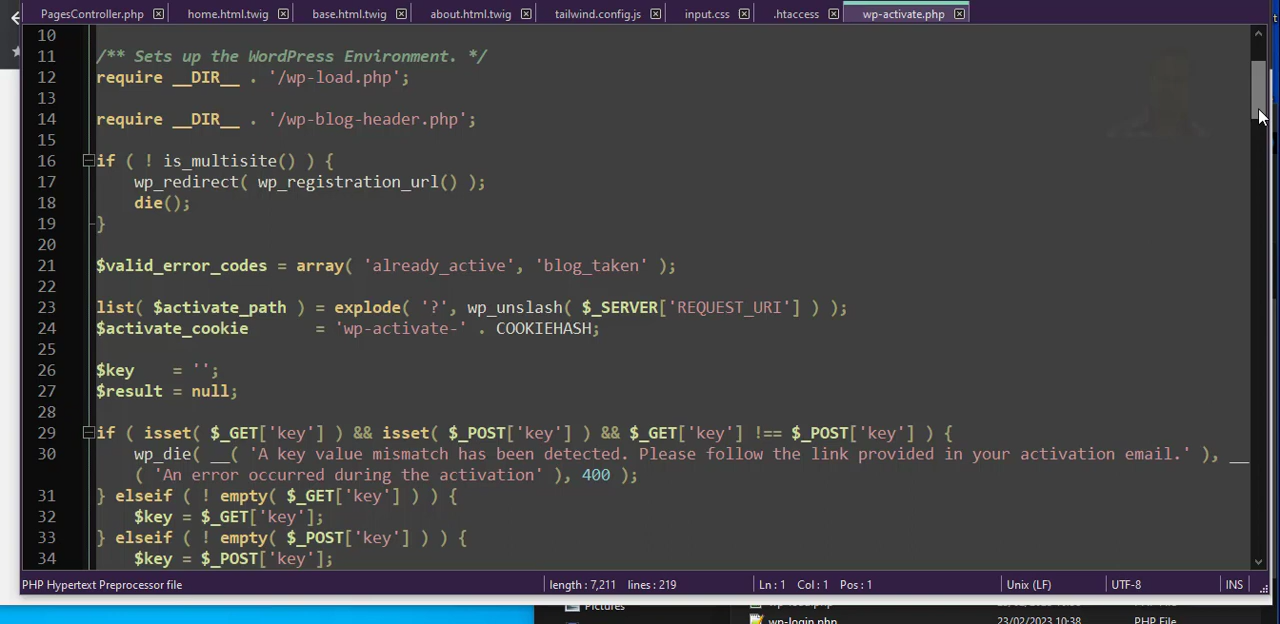 PagesController.php home.html.twig base.html.twig about.html.twig tailwind.config.js input.css .htaccess wp-activate.php
10
11 /** Sets up the WordPress Environment. */
12 require __DIR__ . '/wp-load.php';
13
14 require __DIR__ . '/wp-blog-header.php';
15
16 if ( ! is_multisite() ) {
17 wp_redirect( wp_registration_url() );
18 die();
19 }
20
21 $valid_error_codes = array( 'already_active', 'blog_taken' );
22
23 list( $activate_path ) = explode( '?', wp_unslash( $_SERVER['REQUEST_URI'] ) );
24 $activate_cookie = 'wp-activate-' . COOKIEHASH;
25
26 $key = '';
27 $result = null;
28
29 if ( isset( $_GET['key'] ) && isset( $_POST['key'] ) && $_GET['key'] !== $_POST['key'] ) {
30 wp_die( __( 'A key value mismatch has been detected. Please follow the link provided in your activation email.' ), __
( 'An error occurred during the activation' ), 400 );
31 } elseif ( ! empty( $_GET['key'] ) ) {
32 $key = $_GET['key'];
33 } elseif ( ! empty( $_POST['key'] ) ) {
34 $key = $_POST['key'];
PHP Hypertext Preprocessor file length : 7,211 lines : 219 Ln : 1 Col : 1 Pos : 1 Unix (LF) UTF-8 INS
Pictures
wp-login.php 23/02/2023 10:38 PHP File